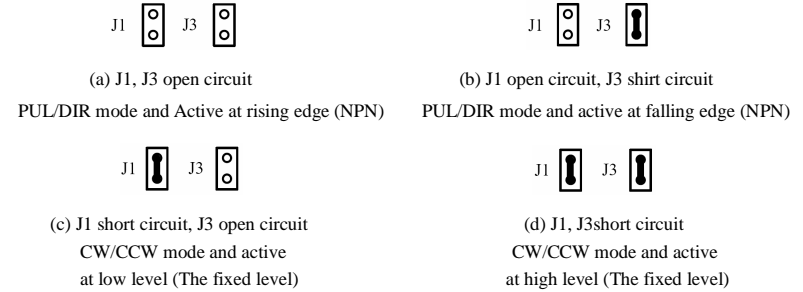 J1 J3 J1 J3
(a) J1, J3 open circuit
PUL/DIR mode and Active at rising edge (NPN)
(b) J1 open circuit, J3 shirt circuit
PUL/DIR mode and active at falling edge (NPN)
J1 J3 J1 J3
(c) J1 short circuit, J3 open circuit
CW/CCW mode and active
at low level (The fixed level)
(d) J1, J3short circuit
CW/CCW mode and active
at high level (The fixed level)